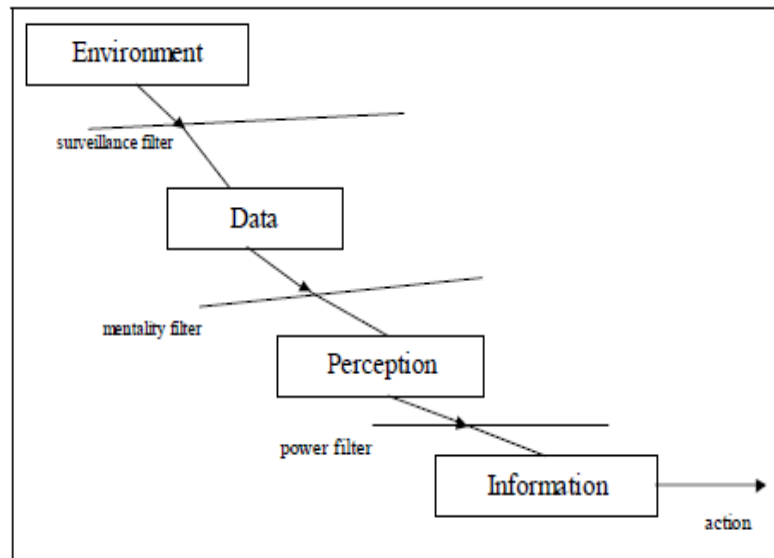 Environment
surveillance filter
Data
mentality filter
Perception
power filter
Information
action